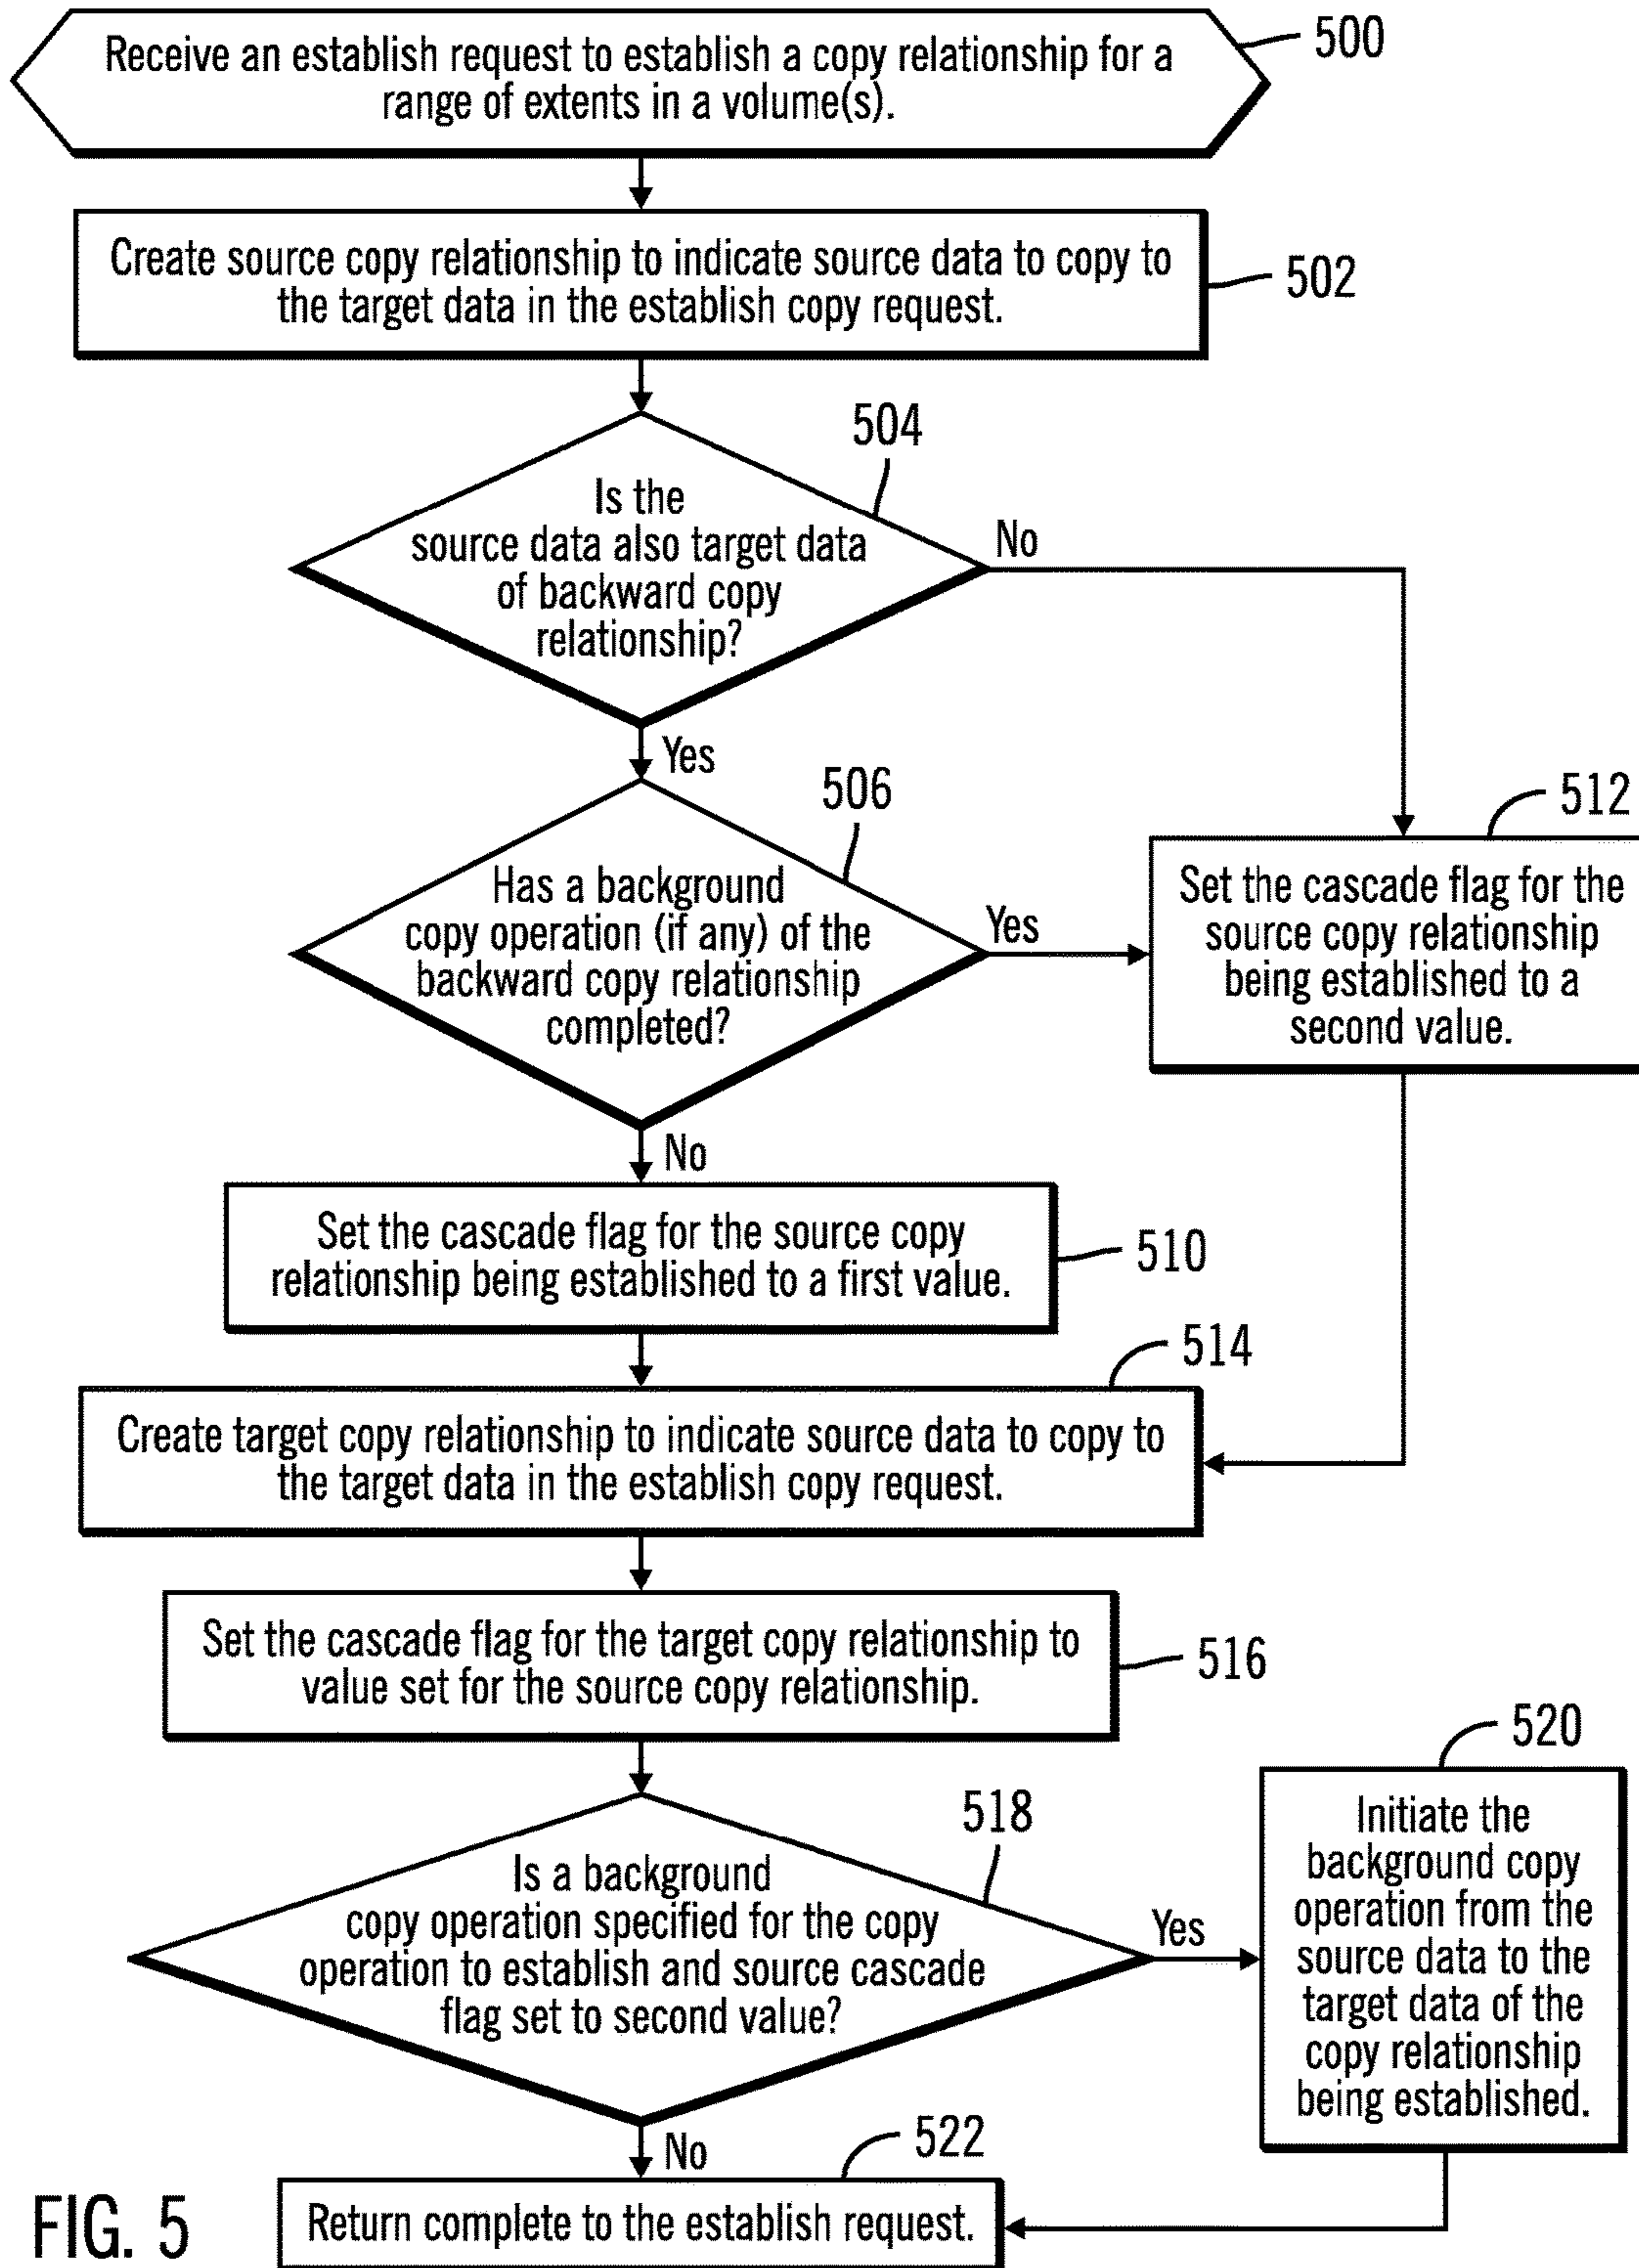 Receive an establish request to establish a copy relationship for a
range of extents in a volume(s).
500
Create source copy relationship to indicate source data to copy to
the target data in the establish copy request.
502
504
Is the
source data also target data
of backward copy
relationship?
No
Yes
506
Has a background
copy operation (if any) of the
backward copy relationship
completed?
Yes
512
Set the cascade flag for the
source copy relationship
being established to a
second value.
No
Set the cascade flag for the source copy
relationship being established to a first value.
510
514
Create target copy relationship to indicate source data to copy to
the target data in the establish copy request.
Set the cascade flag for the target copy relationship to
value set for the source copy relationship.
516
518
Is a background
copy operation specified for the copy
operation to establish and source cascade
flag set to second value?
Yes
520
Initiate the
background copy
operation from the
source data to the
target data of the
copy relationship
being established.
No
522
Return complete to the establish request.
FIG. 5